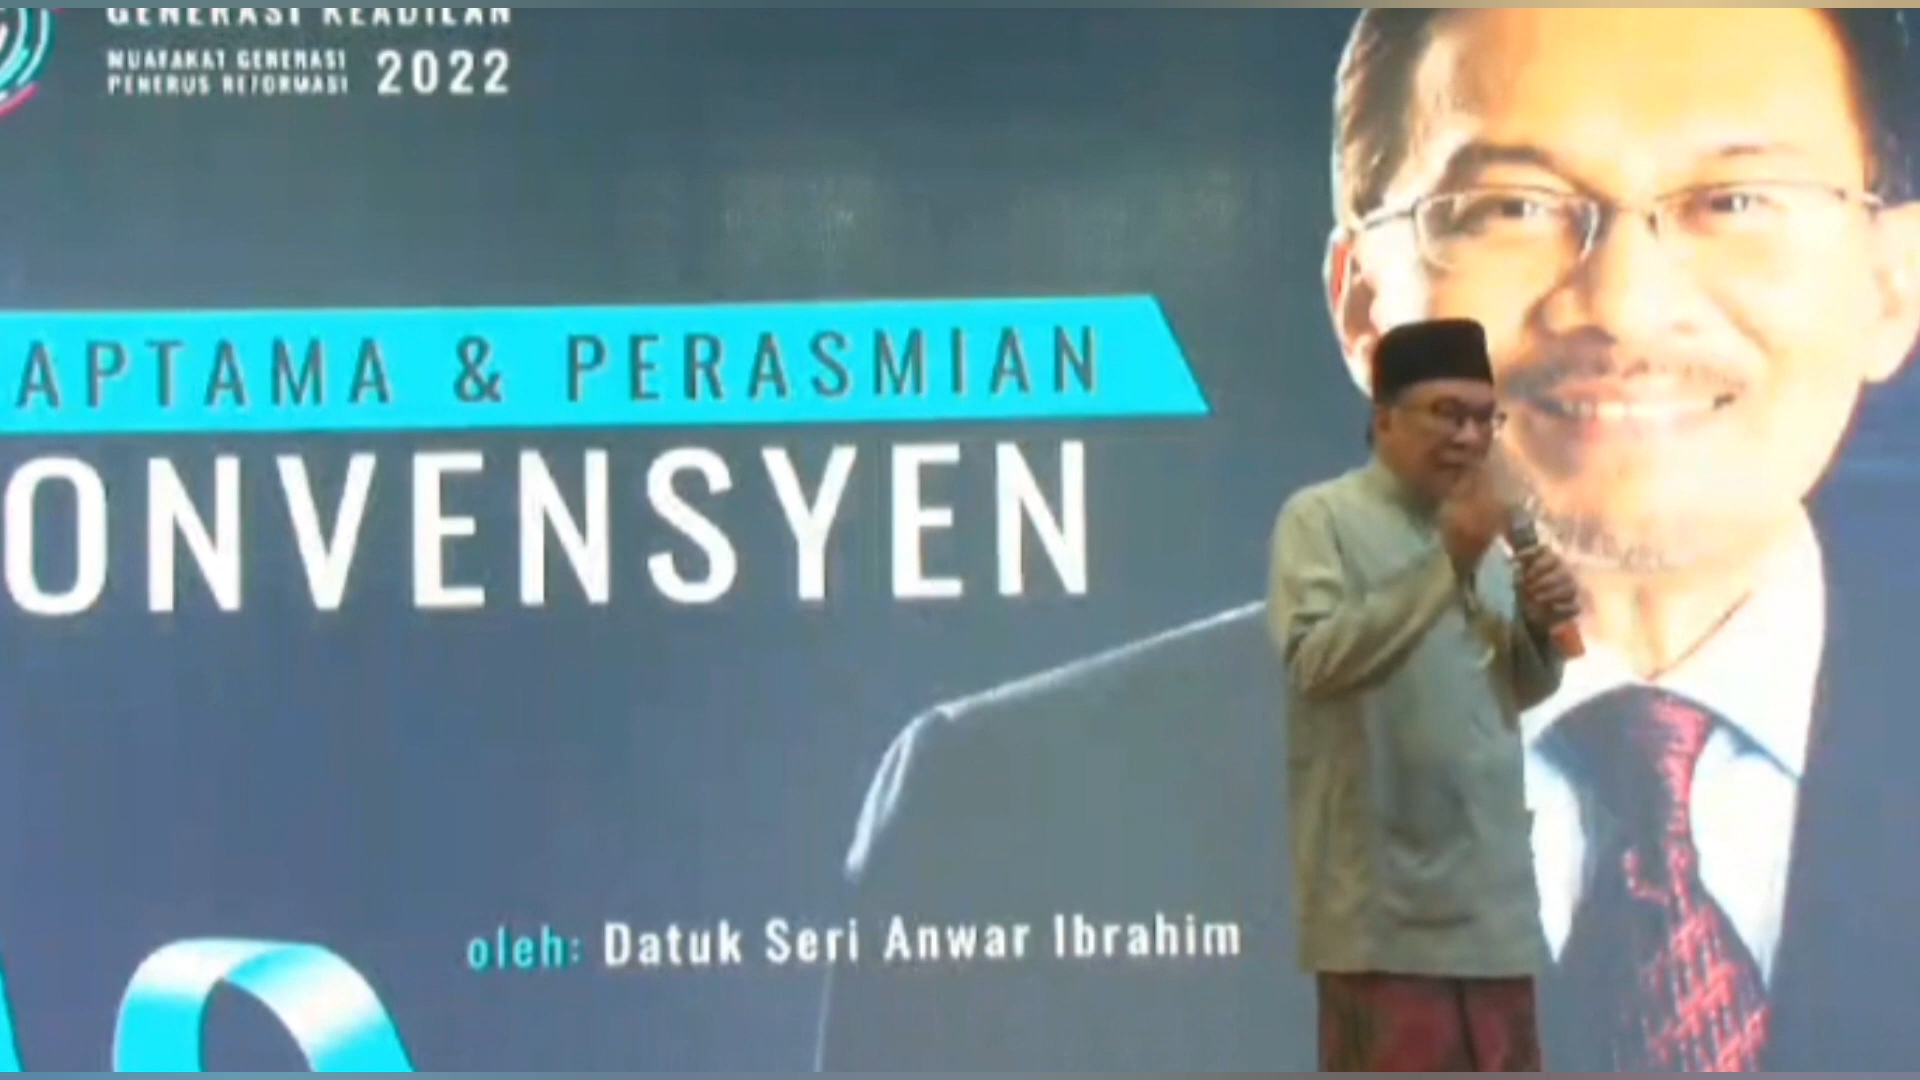 GENERASI KEADILAN
MUAFAKAT GENERASI
PENERUS REFORMASI 2022
APTAMA & PERASMIAN
ONVENSYEN
oleh: Datuk Seri Anwar Ibrahim